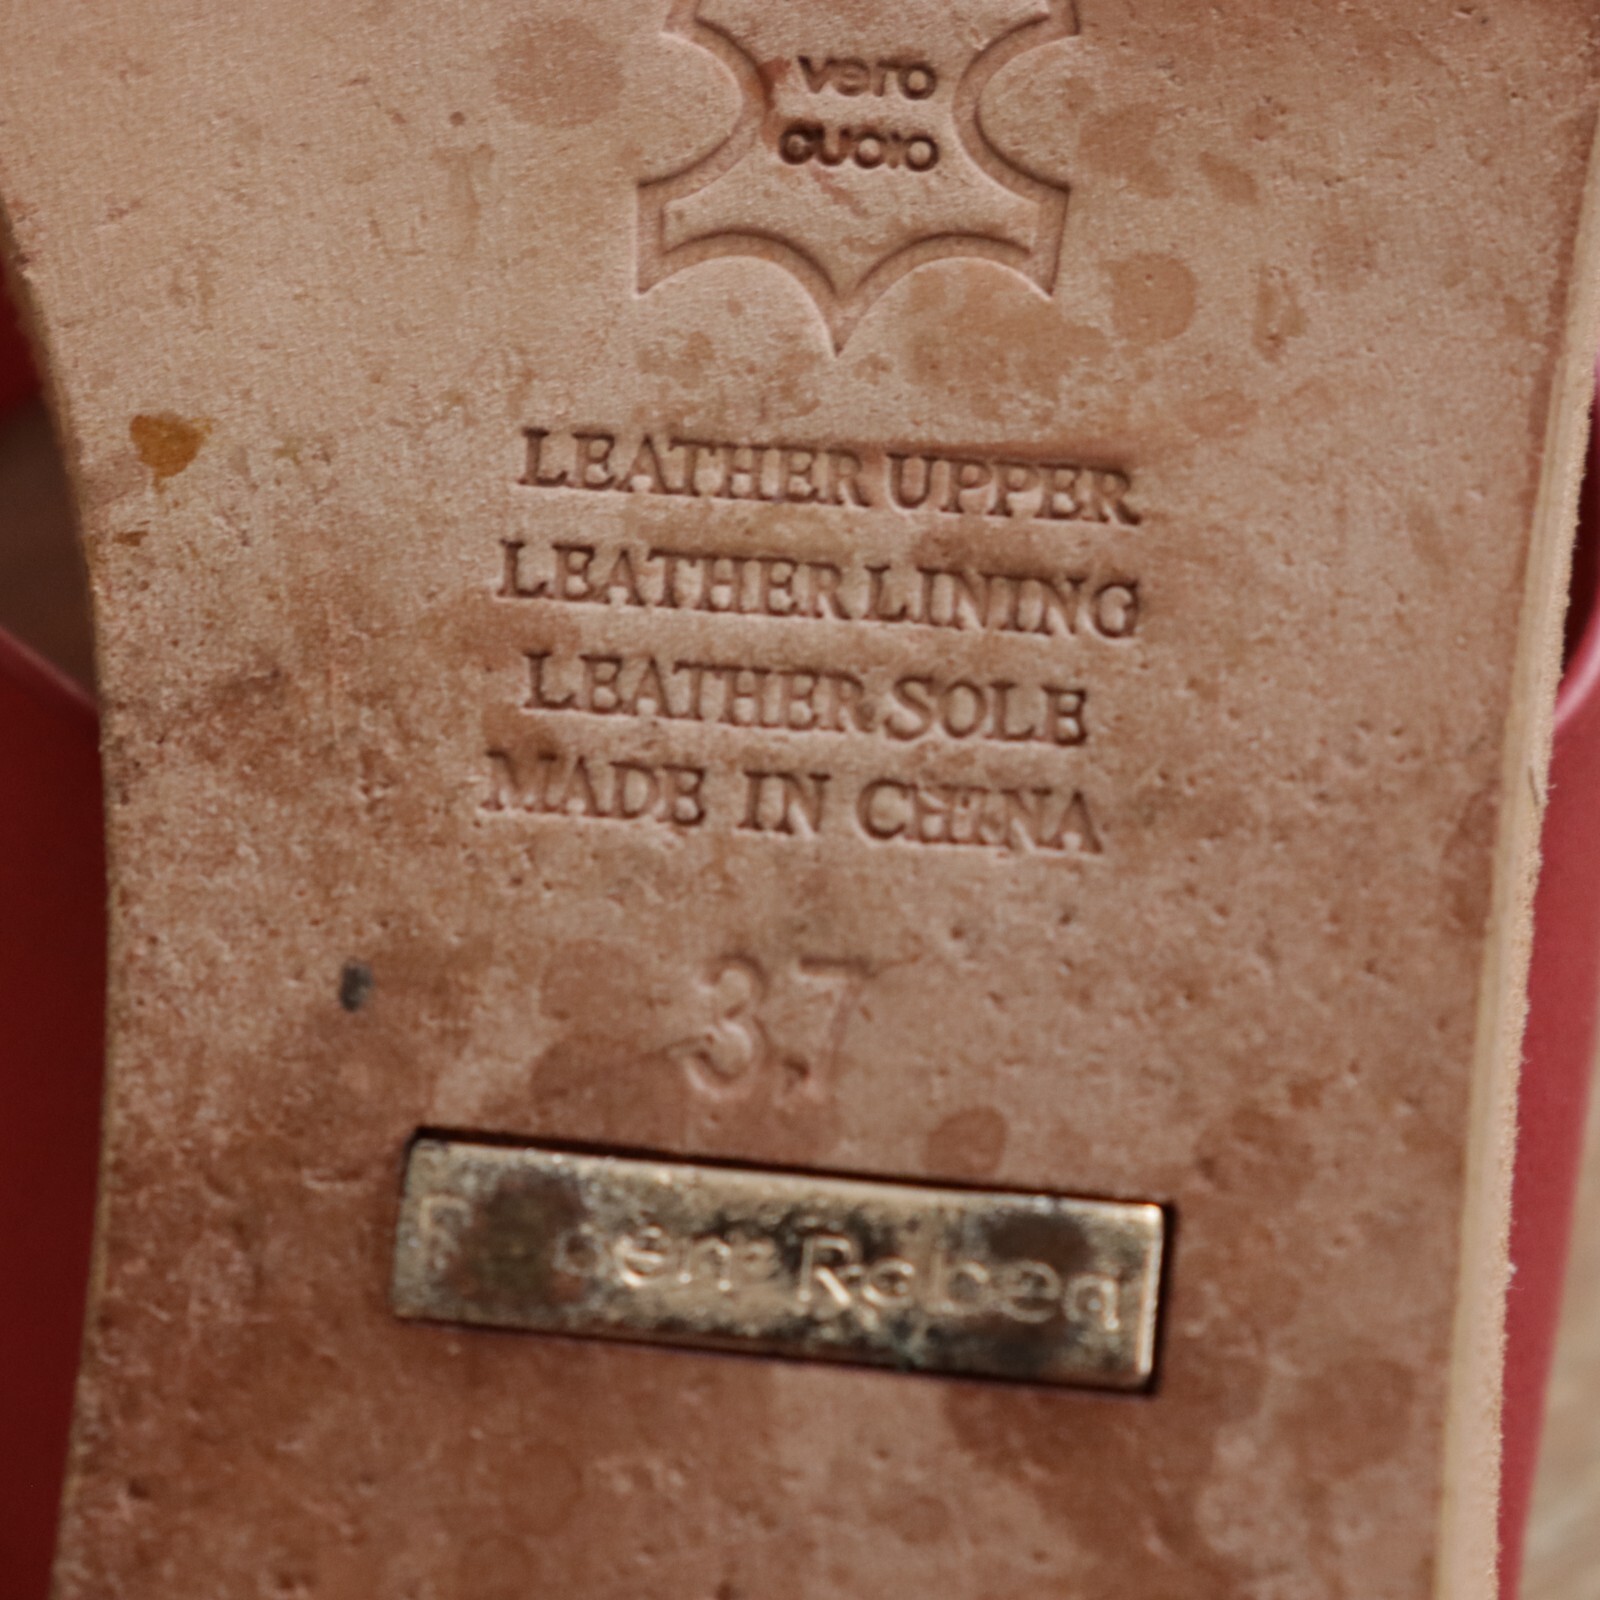 vero
cuoio
LEATHER UPPER
LEATHER LINING
LEATHER SOLE
MADE IN CHINA
37